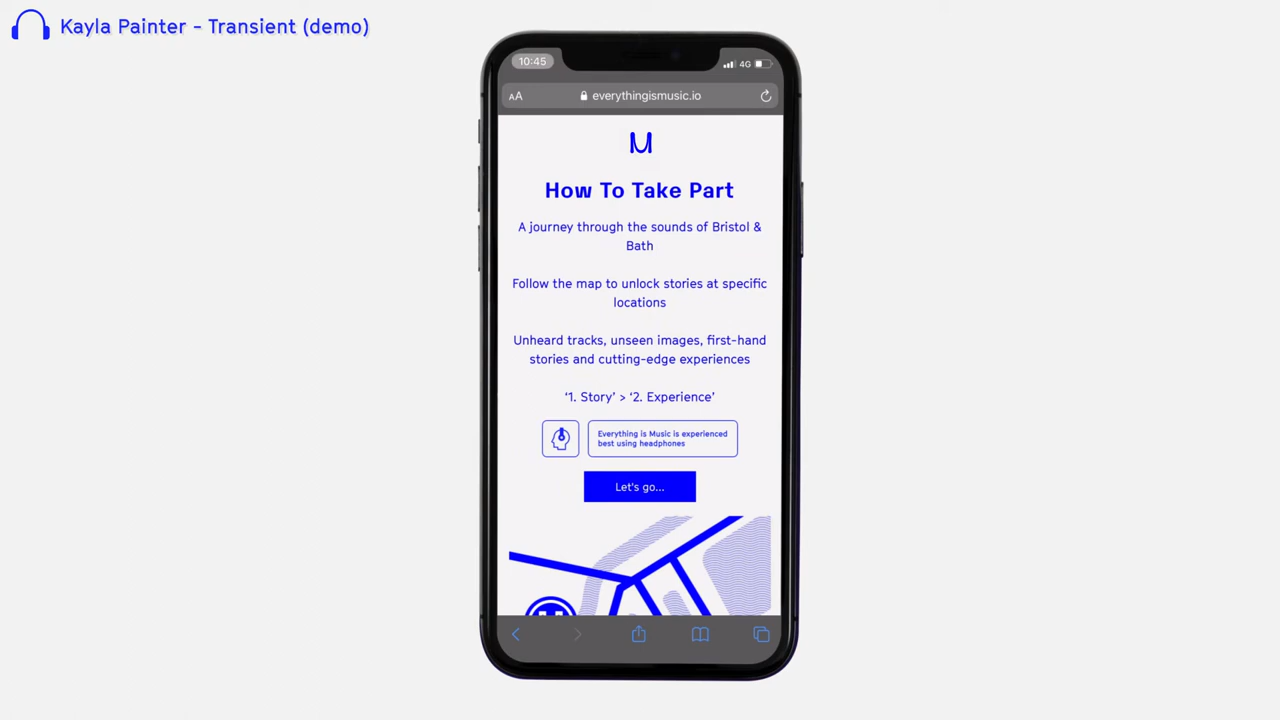 Kayla Painter - Transient (demo)
10:45
4G
AA
everythingismusic.io
How To Take Part
A journey through the sounds of Bristol &
Bath
Follow the map to unlock stories at specific
locations
Unheard tracks, unseen images, first-hand
stories and cutting-edge experiences
‘1. Story’ > ‘2. Experience’
Everything is Music is experienced
best using headphones
Let's go...